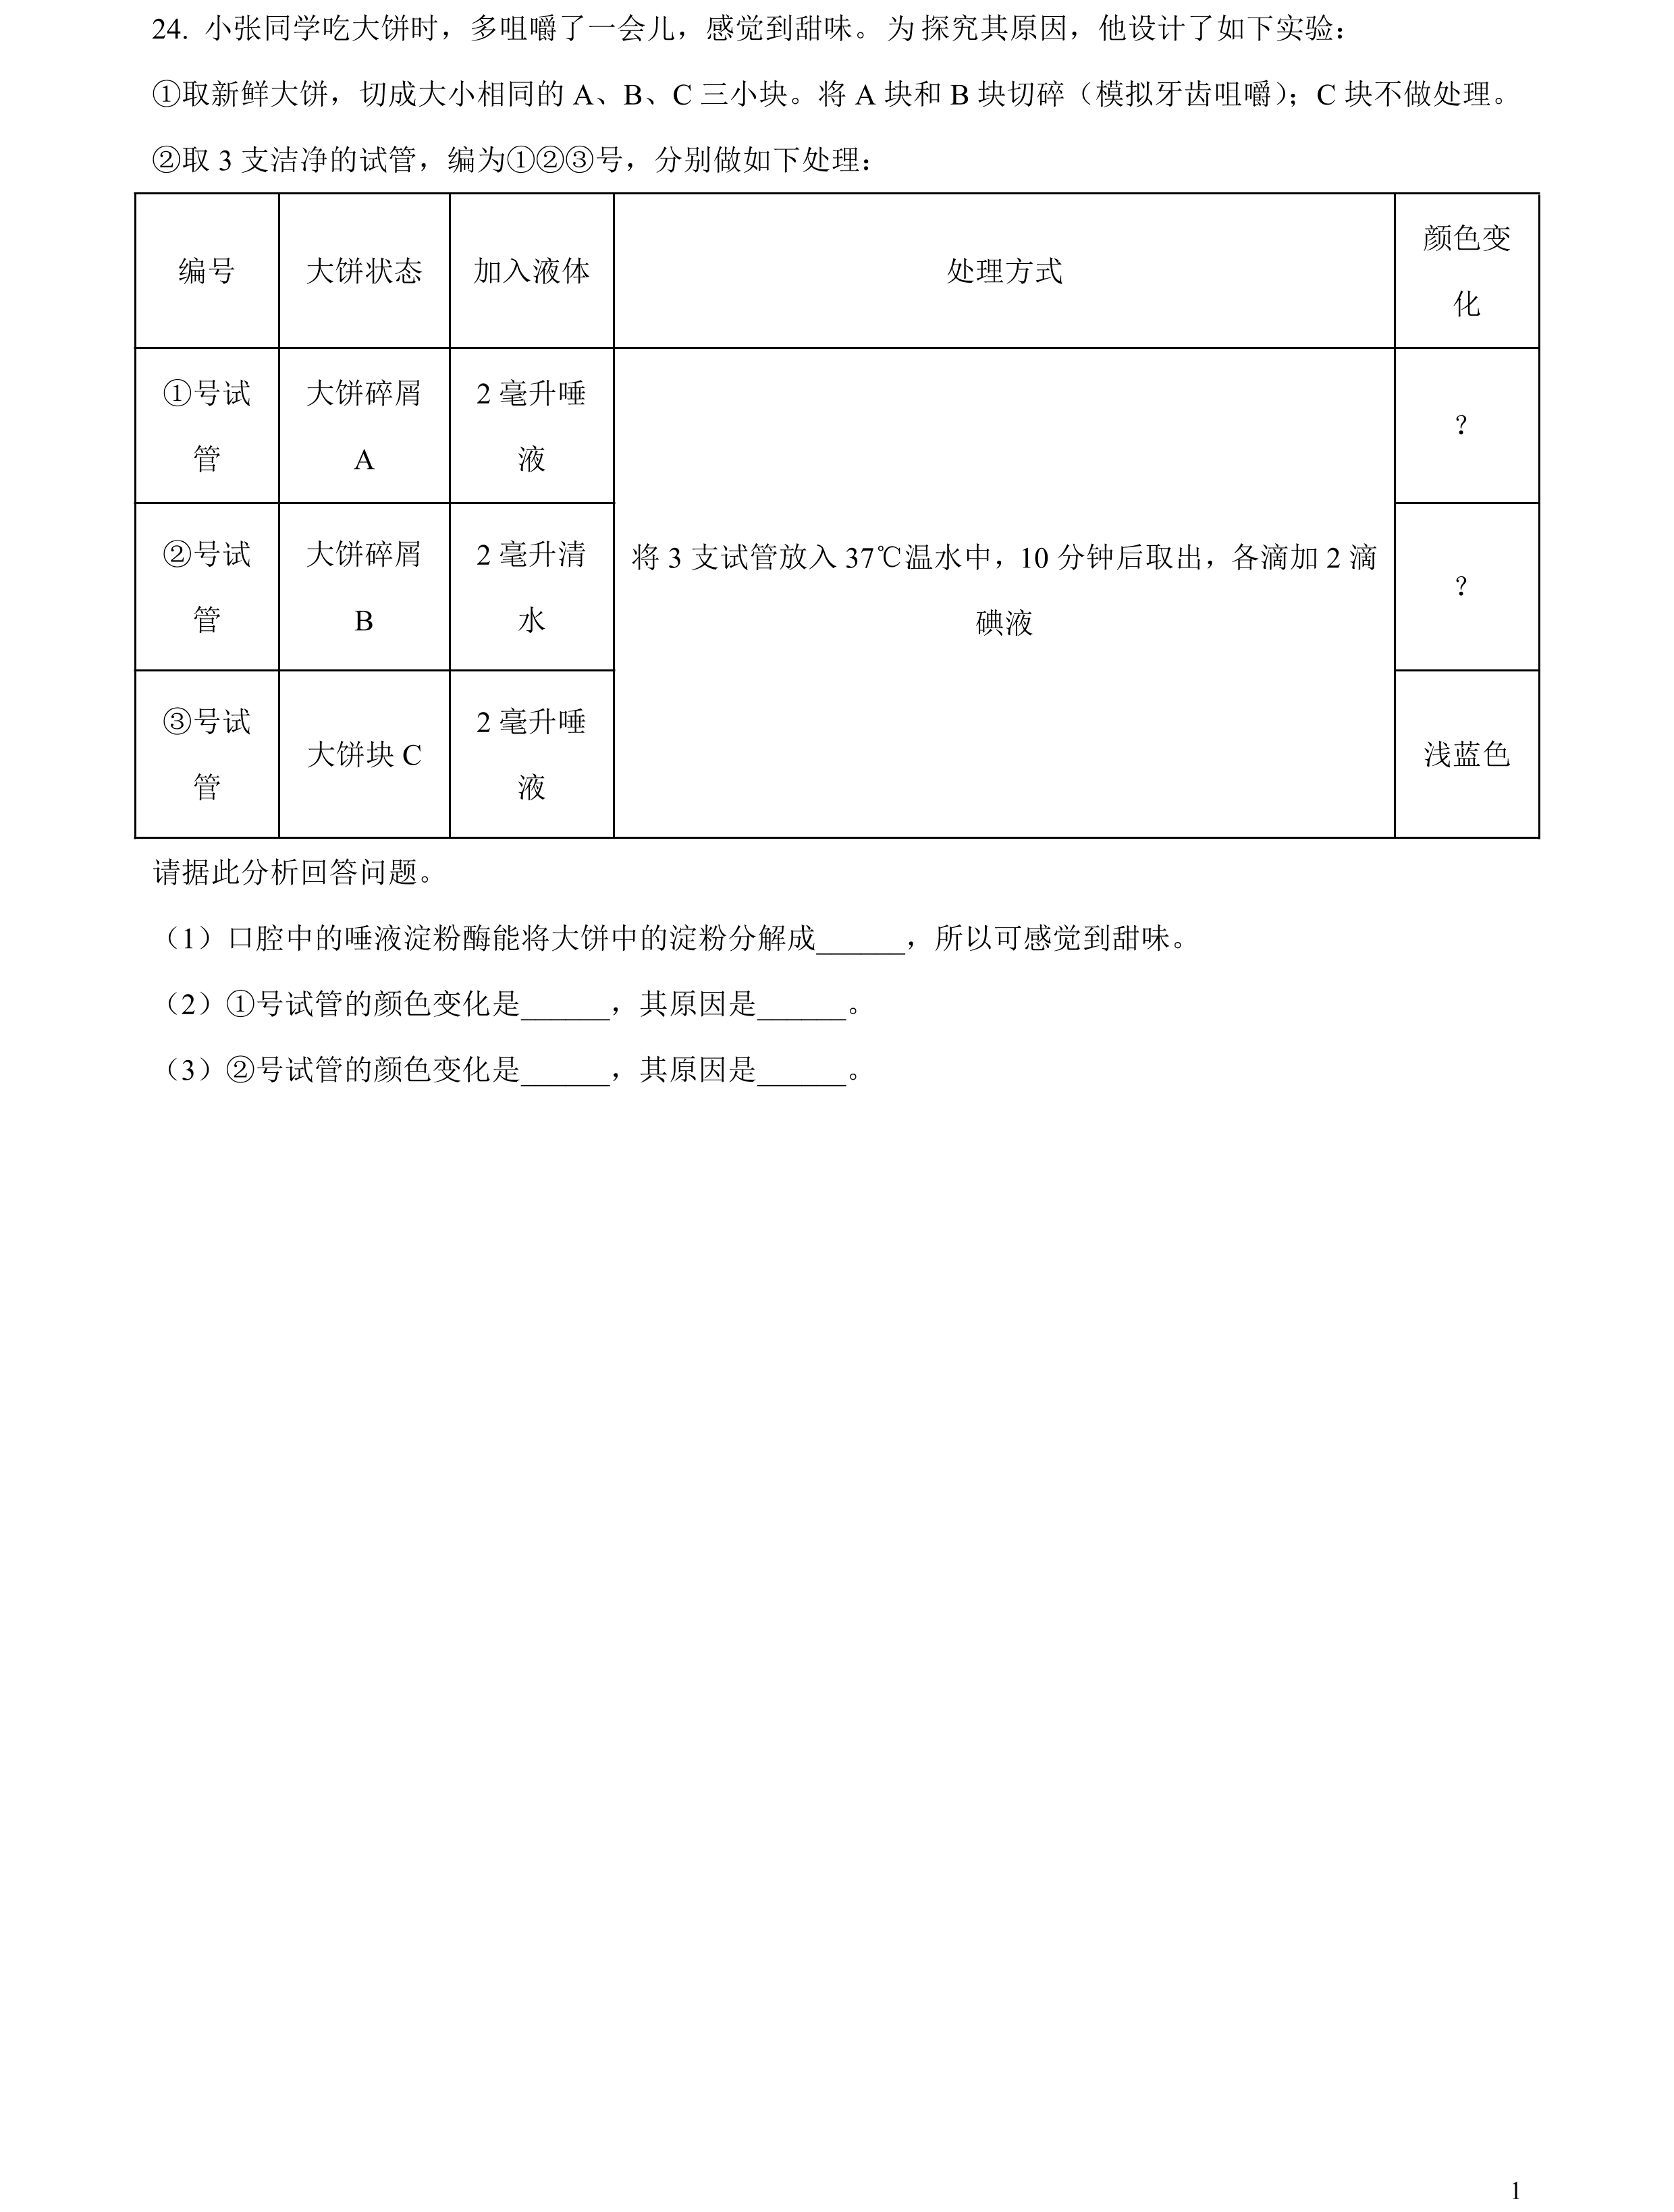 24. 小张同学吃大饼时，多咀嚼了一会儿，感觉到甜味。为探究其原因，他设计了如下实验：
①取新鲜大饼，切成大小相同的 A、B、C 三小块。将 A 块和 B 块切碎（模拟牙齿咀嚼）；C 块不做处理。
②取 3 支洁净的试管，编为①②③号，分别做如下处理：
编号 大饼状态 加入液体 处理方式 颜色变
化
①号试
管
大饼碎屑
A
2 毫升唾
液
？
②号试
管
大饼碎屑
B
2 毫升清
水
将 3 支试管放入 37℃温水中，10 分钟后取出，各滴加 2 滴
碘液
？
③号试
管
大饼块 C
2 毫升唾
液
浅蓝色
请据此分析回答问题。
（1）口腔中的唾液淀粉酶能将大饼中的淀粉分解成______，所以可感觉到甜味。
（2）①号试管的颜色变化是______，其原因是______。
（3）②号试管的颜色变化是______，其原因是______。
1